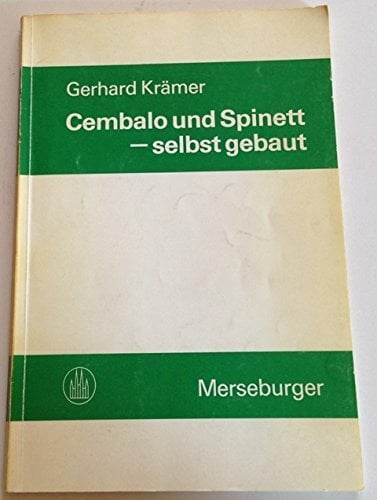 Gerhard Krämer
Cembalo und Spinett
– selbst gebaut
Merseburger